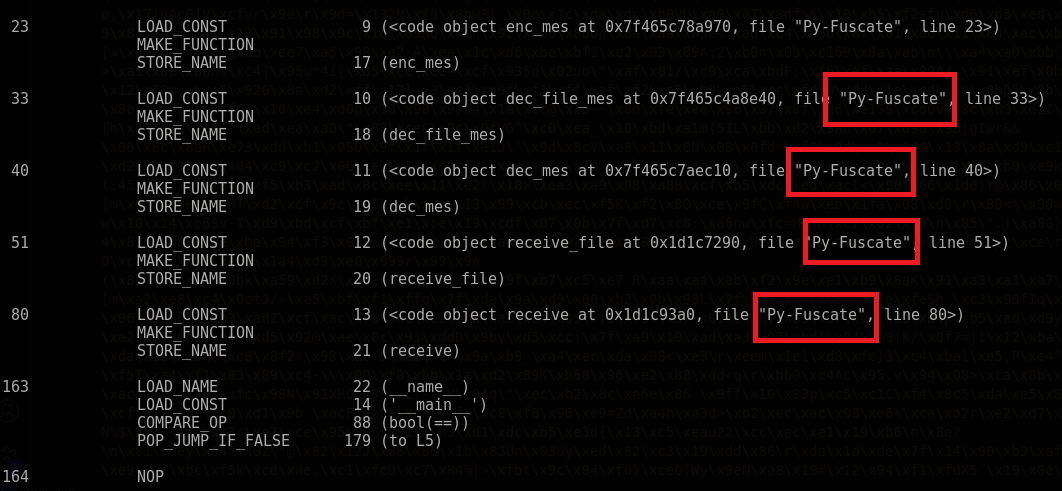 23 LOAD_CONST 9 (<code object enc_mes at 0x7f465c78a970, file "Py-Fuscate", line 23>)
MAKE_FUNCTION
STORE_NAME 17 (enc_mes)
33 LOAD_CONST 10 (<code object dec_file_mes at 0x7f465c4a8e40, file "Py-Fuscate", line 33>)
MAKE_FUNCTION
STORE_NAME 18 (dec_file_mes)
40 LOAD_CONST 11 (<code object dec_mes at 0x7f465c7aec10, file "Py-Fuscate", line 40>)
MAKE_FUNCTION
STORE_NAME 19 (dec_mes)
51 LOAD_CONST 12 (<code object receive_file at 0x1d1c7290, file "Py-Fuscate", line 51>)
MAKE_FUNCTION
STORE_NAME 20 (receive_file)
80 LOAD_CONST 13 (<code object receive at 0x1d1c93a0, file "Py-Fuscate", line 80>)
MAKE_FUNCTION
STORE_NAME 21 (receive)
163 LOAD_NAME 22 (__name__)
LOAD_CONST 14 ('__main__')
COMPARE_OP 88 (bool(==))
POP_JUMP_IF_FALSE 179 (to L5)
164 NOP